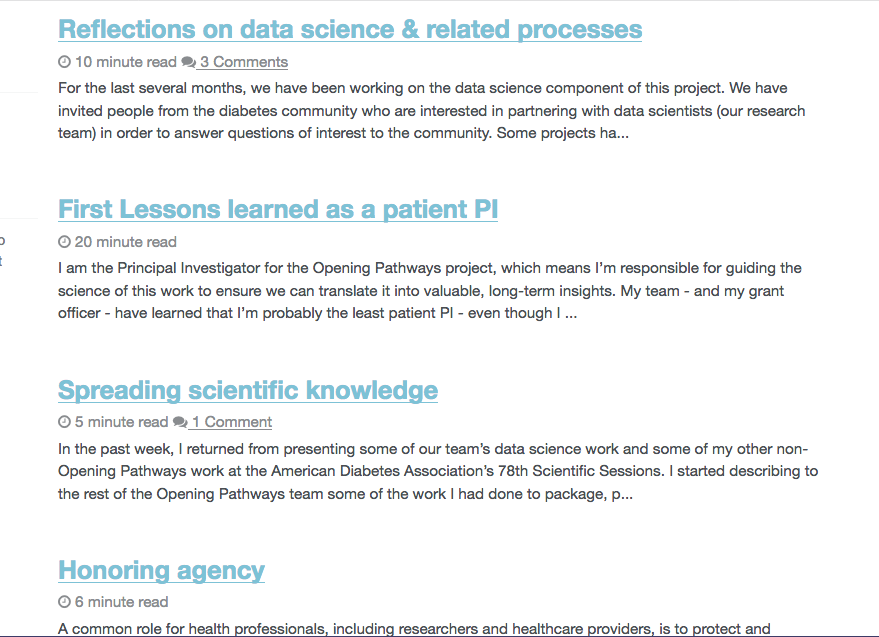 Reflections on data science & related processes
10 minute read 3 Comments
For the last several months, we have been working on the data science component of this project. We have
invited people from the diabetes community who are interested in partnering with data scientists (our research
team) in order to answer questions of interest to the community. Some projects ha...
First Lessons learned as a patient PI
20 minute read
I am the Principal Investigator for the Opening Pathways project, which means I’m responsible for guiding the
science of this work to ensure we can translate it into valuable, long-term insights. My team - and my grant
officer - have learned that I’m probably the least patient PI - even though I ...
Spreading scientific knowledge
5 minute read 1 Comment
In the past week, I returned from presenting some of our team’s data science work and some of my other non-
Opening Pathways work at the American Diabetes Association’s 78th Scientific Sessions. I started describing to
the rest of the Opening Pathways team some of the work I had done to package, p...
Honoring agency
6 minute read
A common role for health professionals, including researchers and healthcare providers, is to protect and